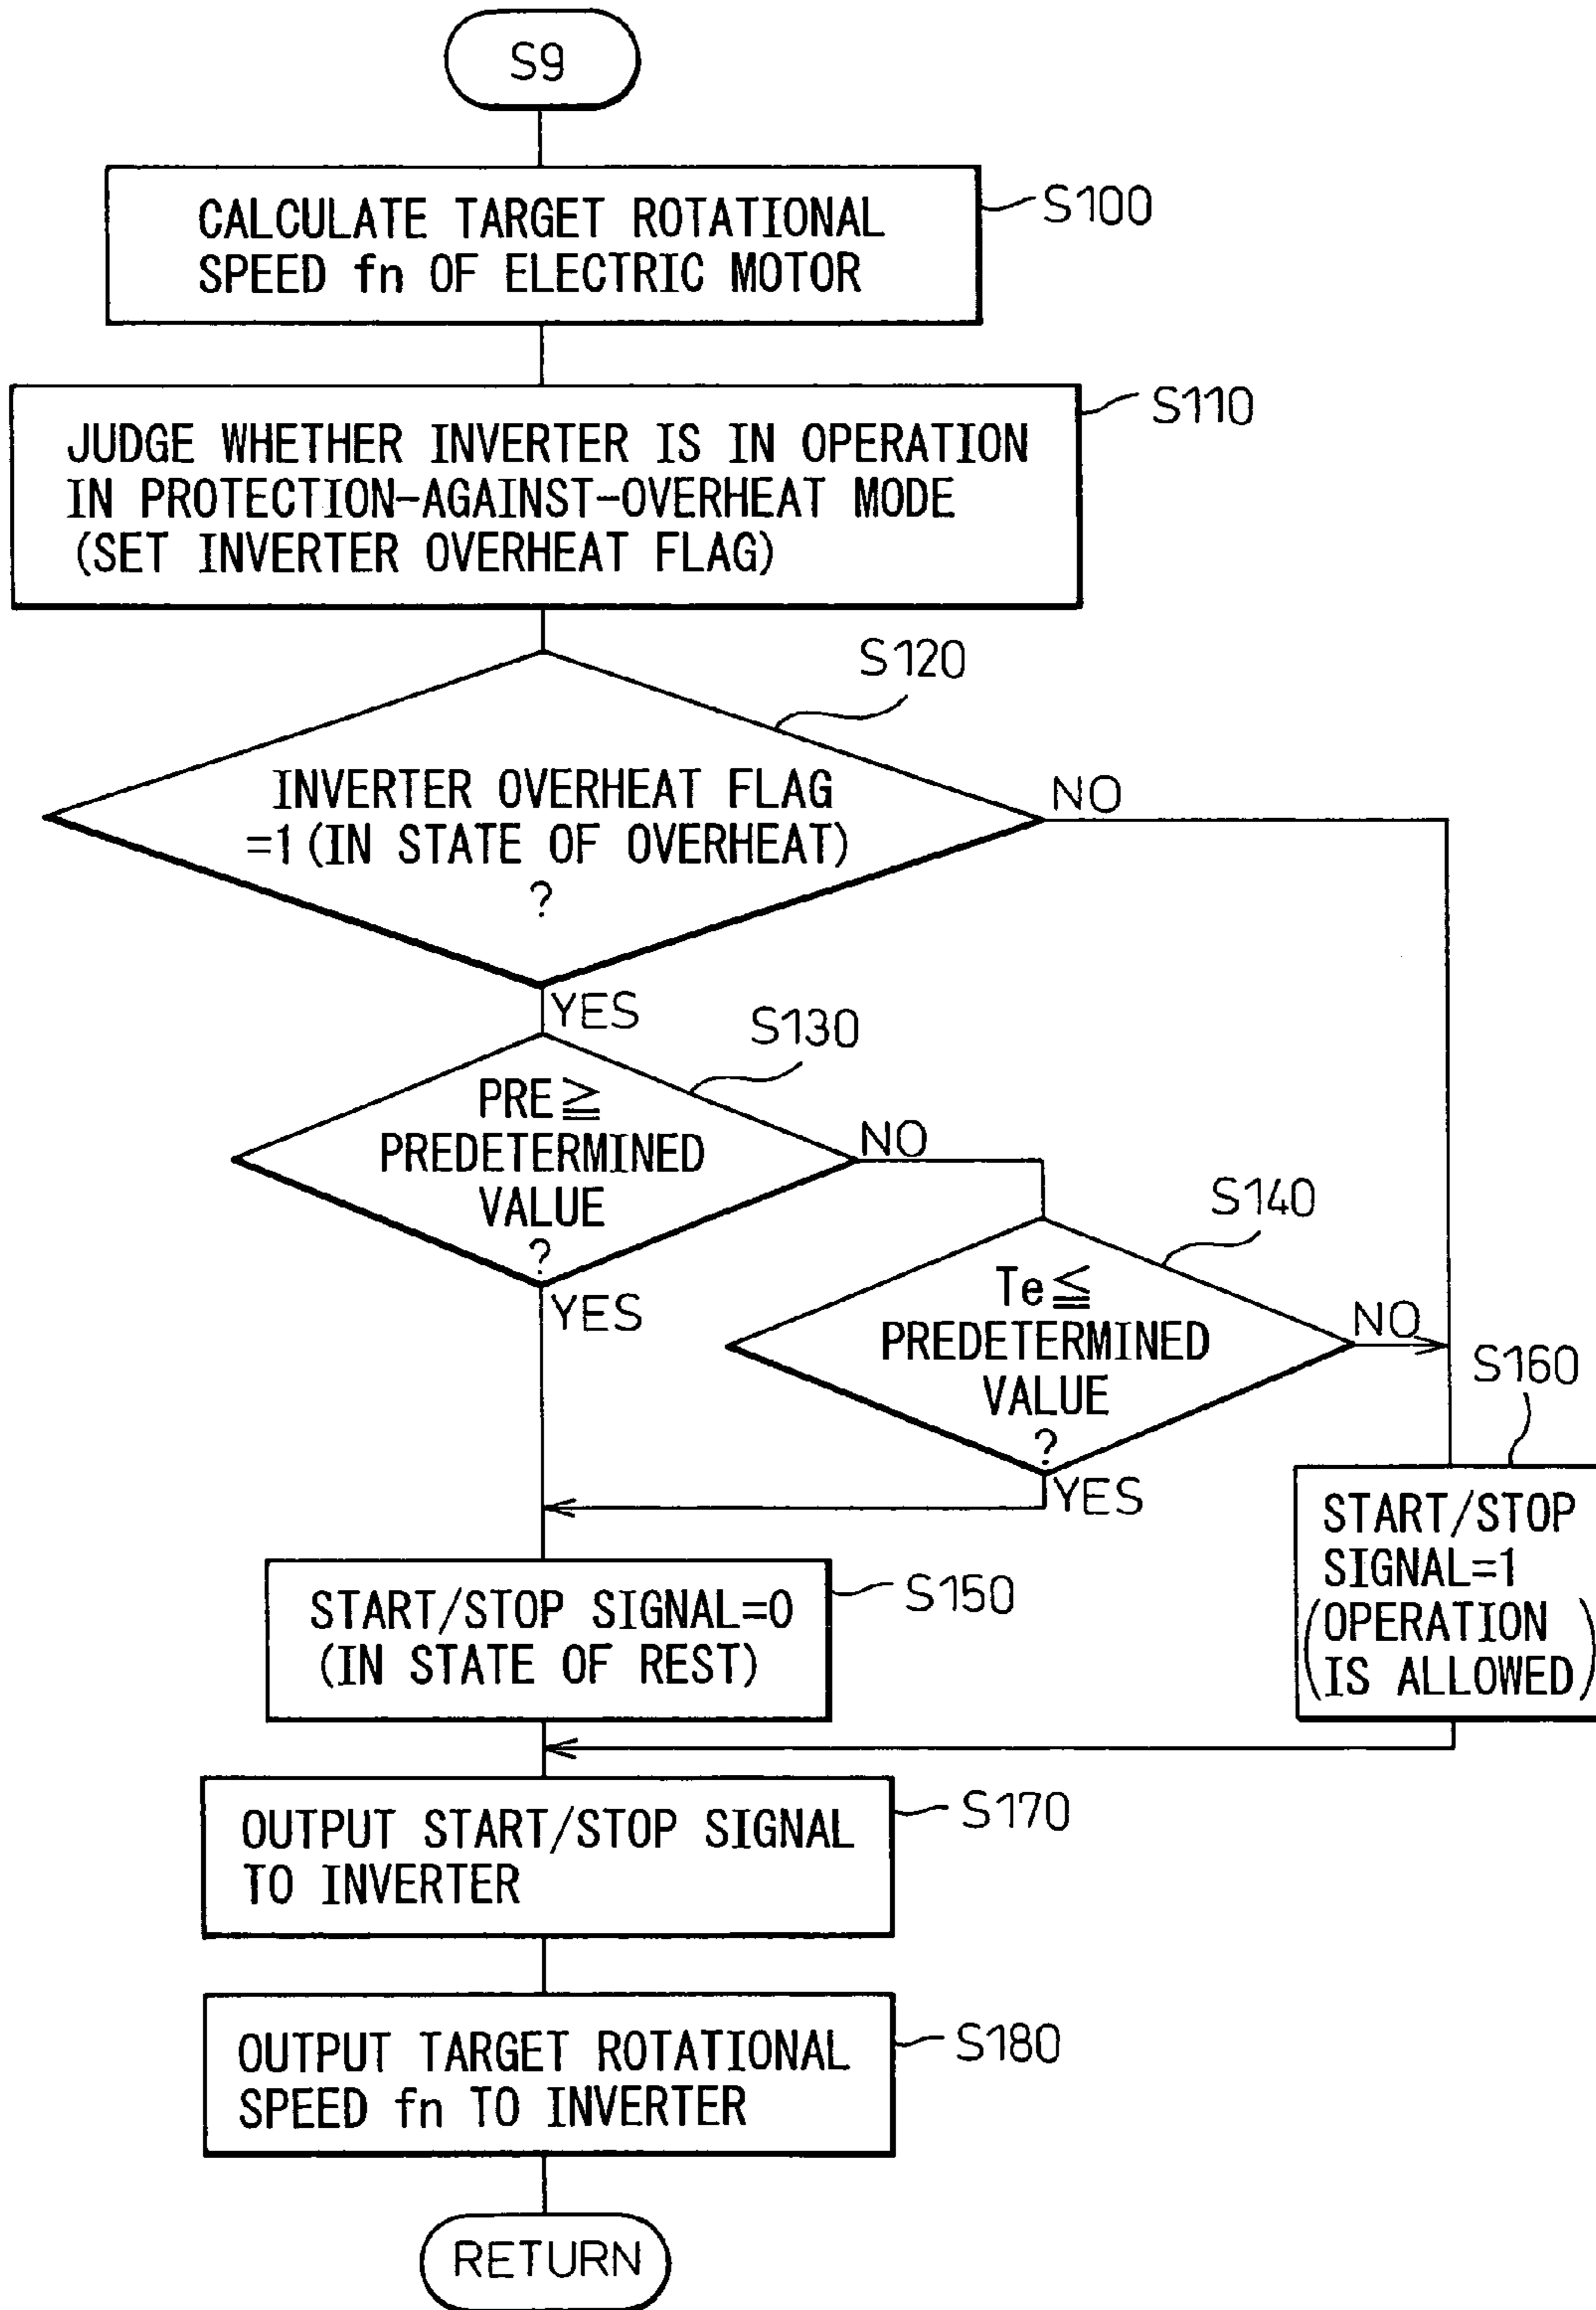 S9
CALCULATE TARGET ROTATIONAL
SPEED fn OF ELECTRIC MOTOR
S100
JUDGE WHETHER INVERTER IS IN OPERATION
IN PROTECTION-AGAINST-OVERHEAT MODE
(SET INVERTER OVERHEAT FLAG)
S110
S120
INVERTER OVERHEAT FLAG
=1 (IN STATE OF OVERHEAT)
?
NO
YES
S130
PRE≧
PREDETERMINED
VALUE
?
NO
YES
S140
Te≦
PREDETERMINED
VALUE
?
NO
YES
S160
START/STOP
SIGNAL=1
(OPERATION
IS ALLOWED)
START/STOP SIGNAL=0
(IN STATE OF REST)
S150
OUTPUT START/STOP SIGNAL
TO INVERTER
S170
OUTPUT TARGET ROTATIONAL
SPEED fn TO INVERTER
S180
RETURN